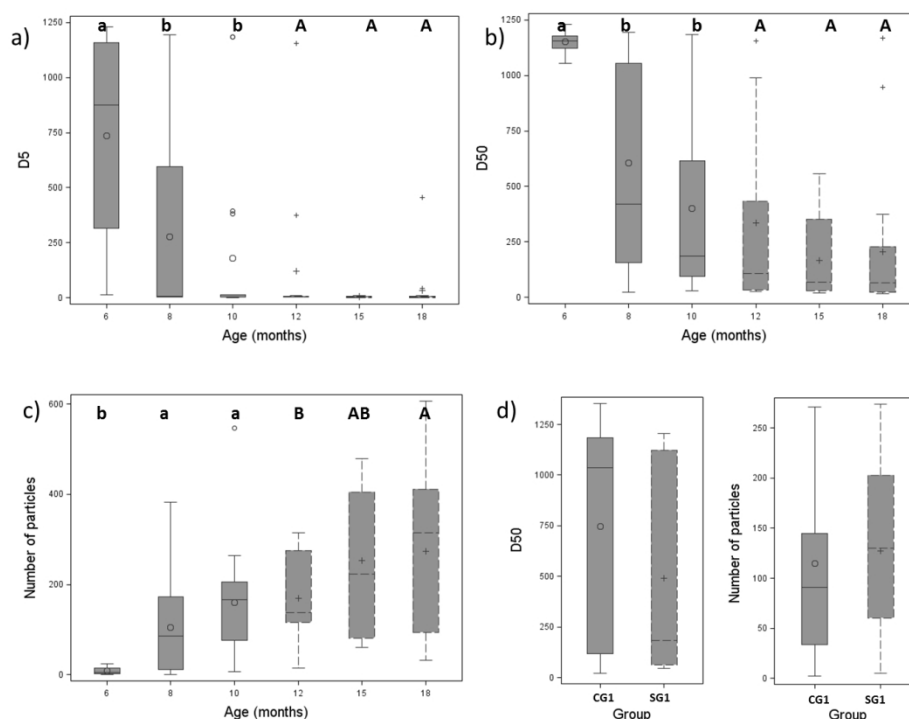 a)
a b b A A A
D5
1250
1000
750
500
250
0
6 8 10 12 15 18
Age (months)
b)
a b b A A A
D50
1250
1000
750
500
250
0
6 8 10 12 15 18
Age (months)
c)
b a a B AB A
Number of particles
600
400
200
0
6 8 10 12 15 18
Age (months)
d)
D50
1250
1000
750
500
250
0
CG1 SG1
Group
Number of particles
250
200
150
100
50
0
CG1 SG1
Group